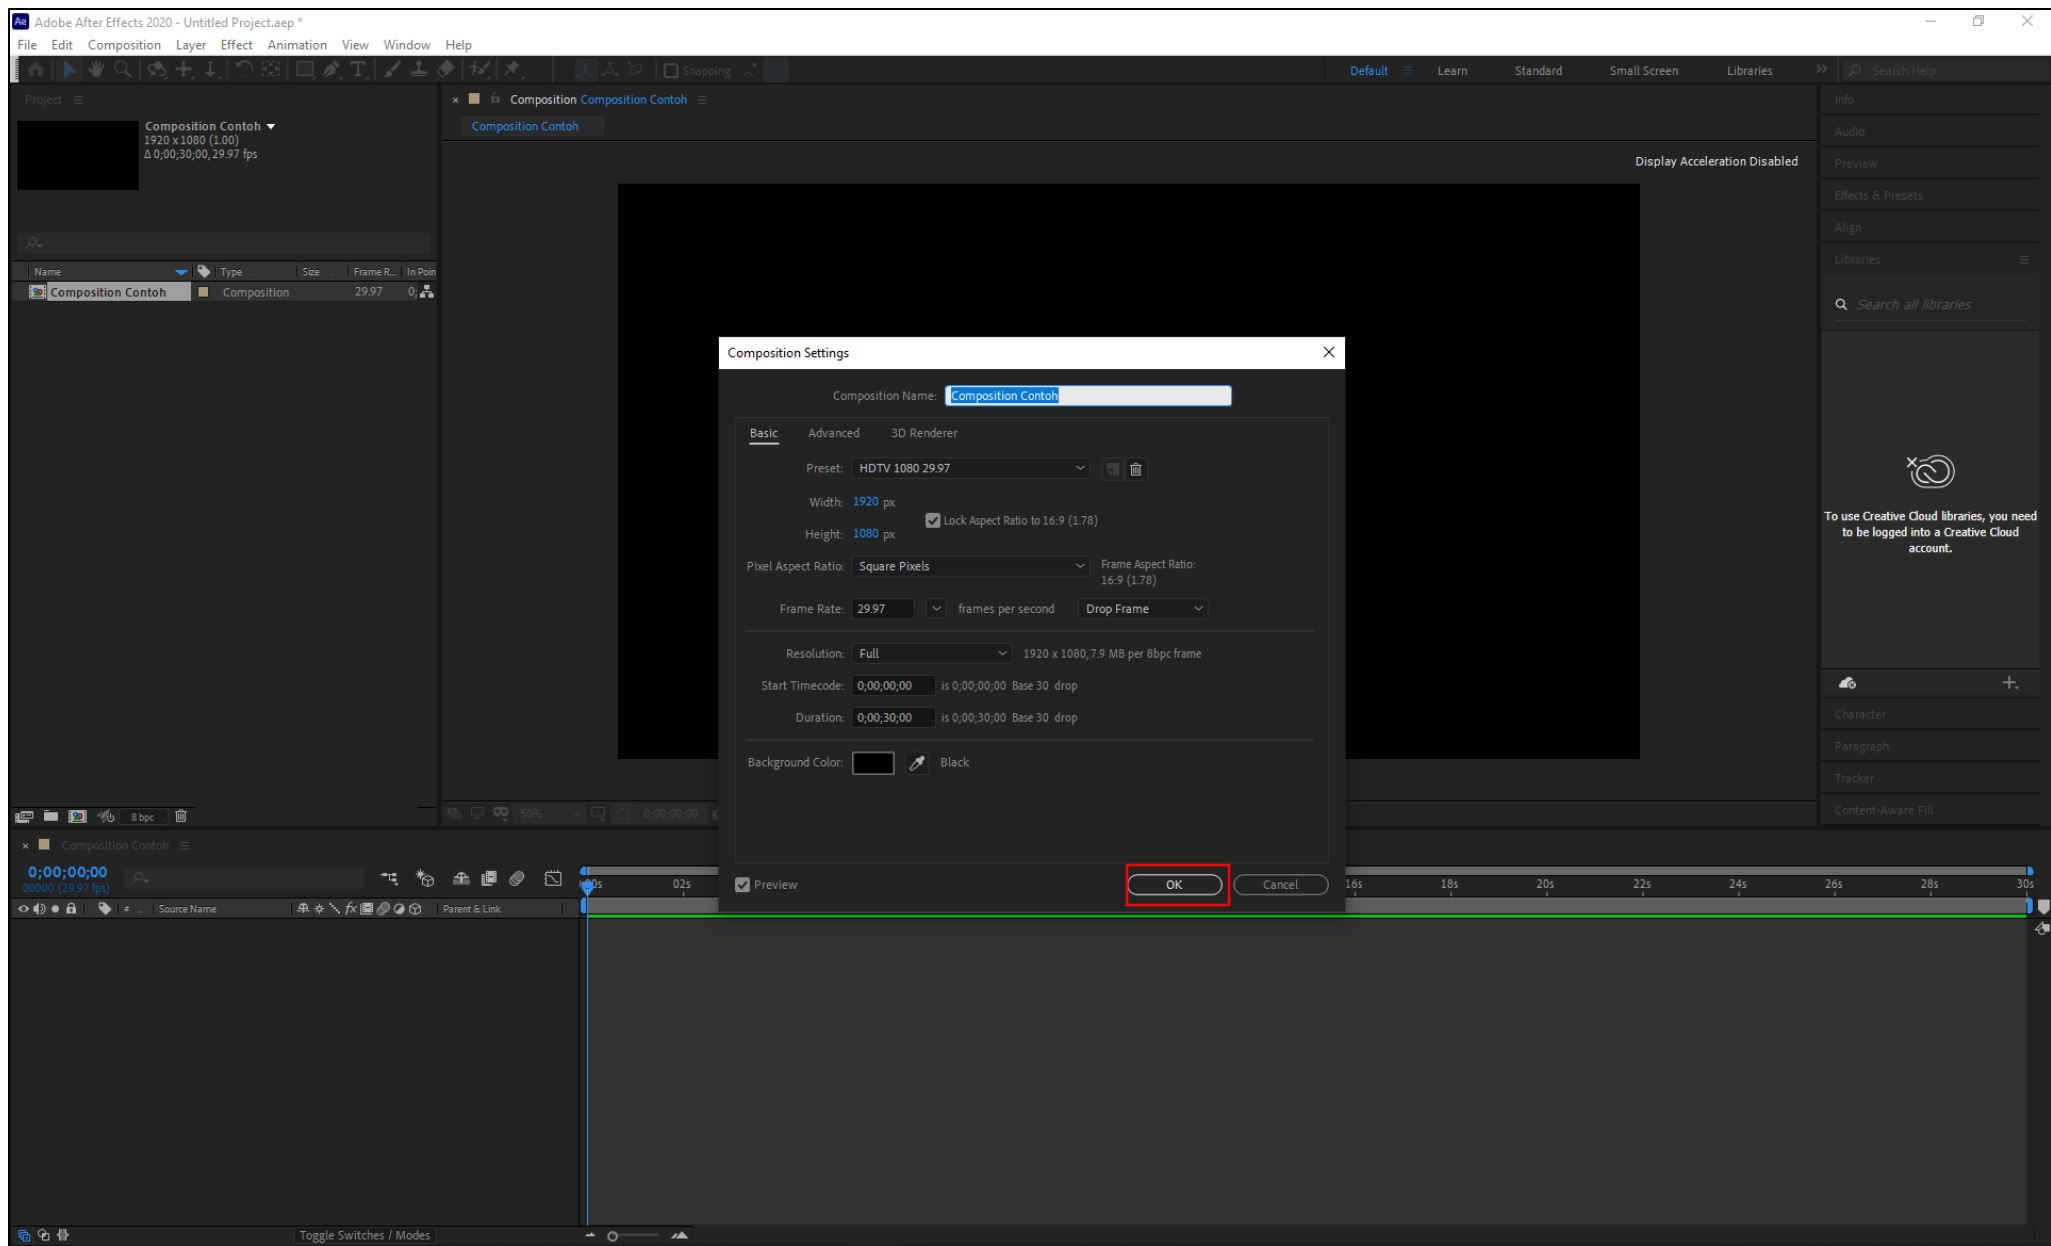 Ae Adobe After Effects 2020 - Untitled Project.aep *
File Edit Composition Layer Effect Animation View Window Help
Snapping
Default Learn Standard Small Screen Libraries Search Help
Project
Composition Contoh
1920 x 1080 (1.00)
Δ 0;00;30;00, 29.97 fps
Name Type Size Frame R... In Poin
Composition Contoh Composition 29.97 0;
8 bpc
Composition Composition Contoh
Composition Contoh
Display Acceleration Disabled
50% 0;00;00;00
Composition Settings
Composition Name: Composition Contoh
Basic Advanced 3D Renderer
Preset: HDTV 1080 29.97
Width: 1920 px
Lock Aspect Ratio to 16:9 (1.78)
Height: 1080 px
Pixel Aspect Ratio: Square Pixels
Frame Aspect Ratio:
16:9 (1.78)
Frame Rate: 29.97 frames per second Drop Frame
Resolution: Full 1920 x 1080, 7.9 MB per 8bpc frame
Start Timecode: 0;00;00;00 is 0;00;00;00 Base 30 drop
Duration: 0;00;30;00 is 0;00;30;00 Base 30 drop
Background Color: Black
Preview OK Cancel
Info
Audio
Preview
Effects & Presets
Align
Libraries
Search all libraries
To use Creative Cloud libraries, you need
to be logged into a Creative Cloud
account.
Character
Paragraph
Tracker
Content-Aware Fill
Composition Contoh
0;00;00;00
00000 (29.97 fps)
# Source Name fx Parent & Link
02s 16s 18s 20s 22s 24s 26s 28s 30s
Toggle Switches / Modes